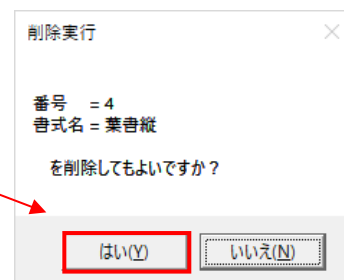 削除実行
番号 = 4
書式名 = 葉書縦
を削除してもよいですか？
はい(Y) いいえ(N)